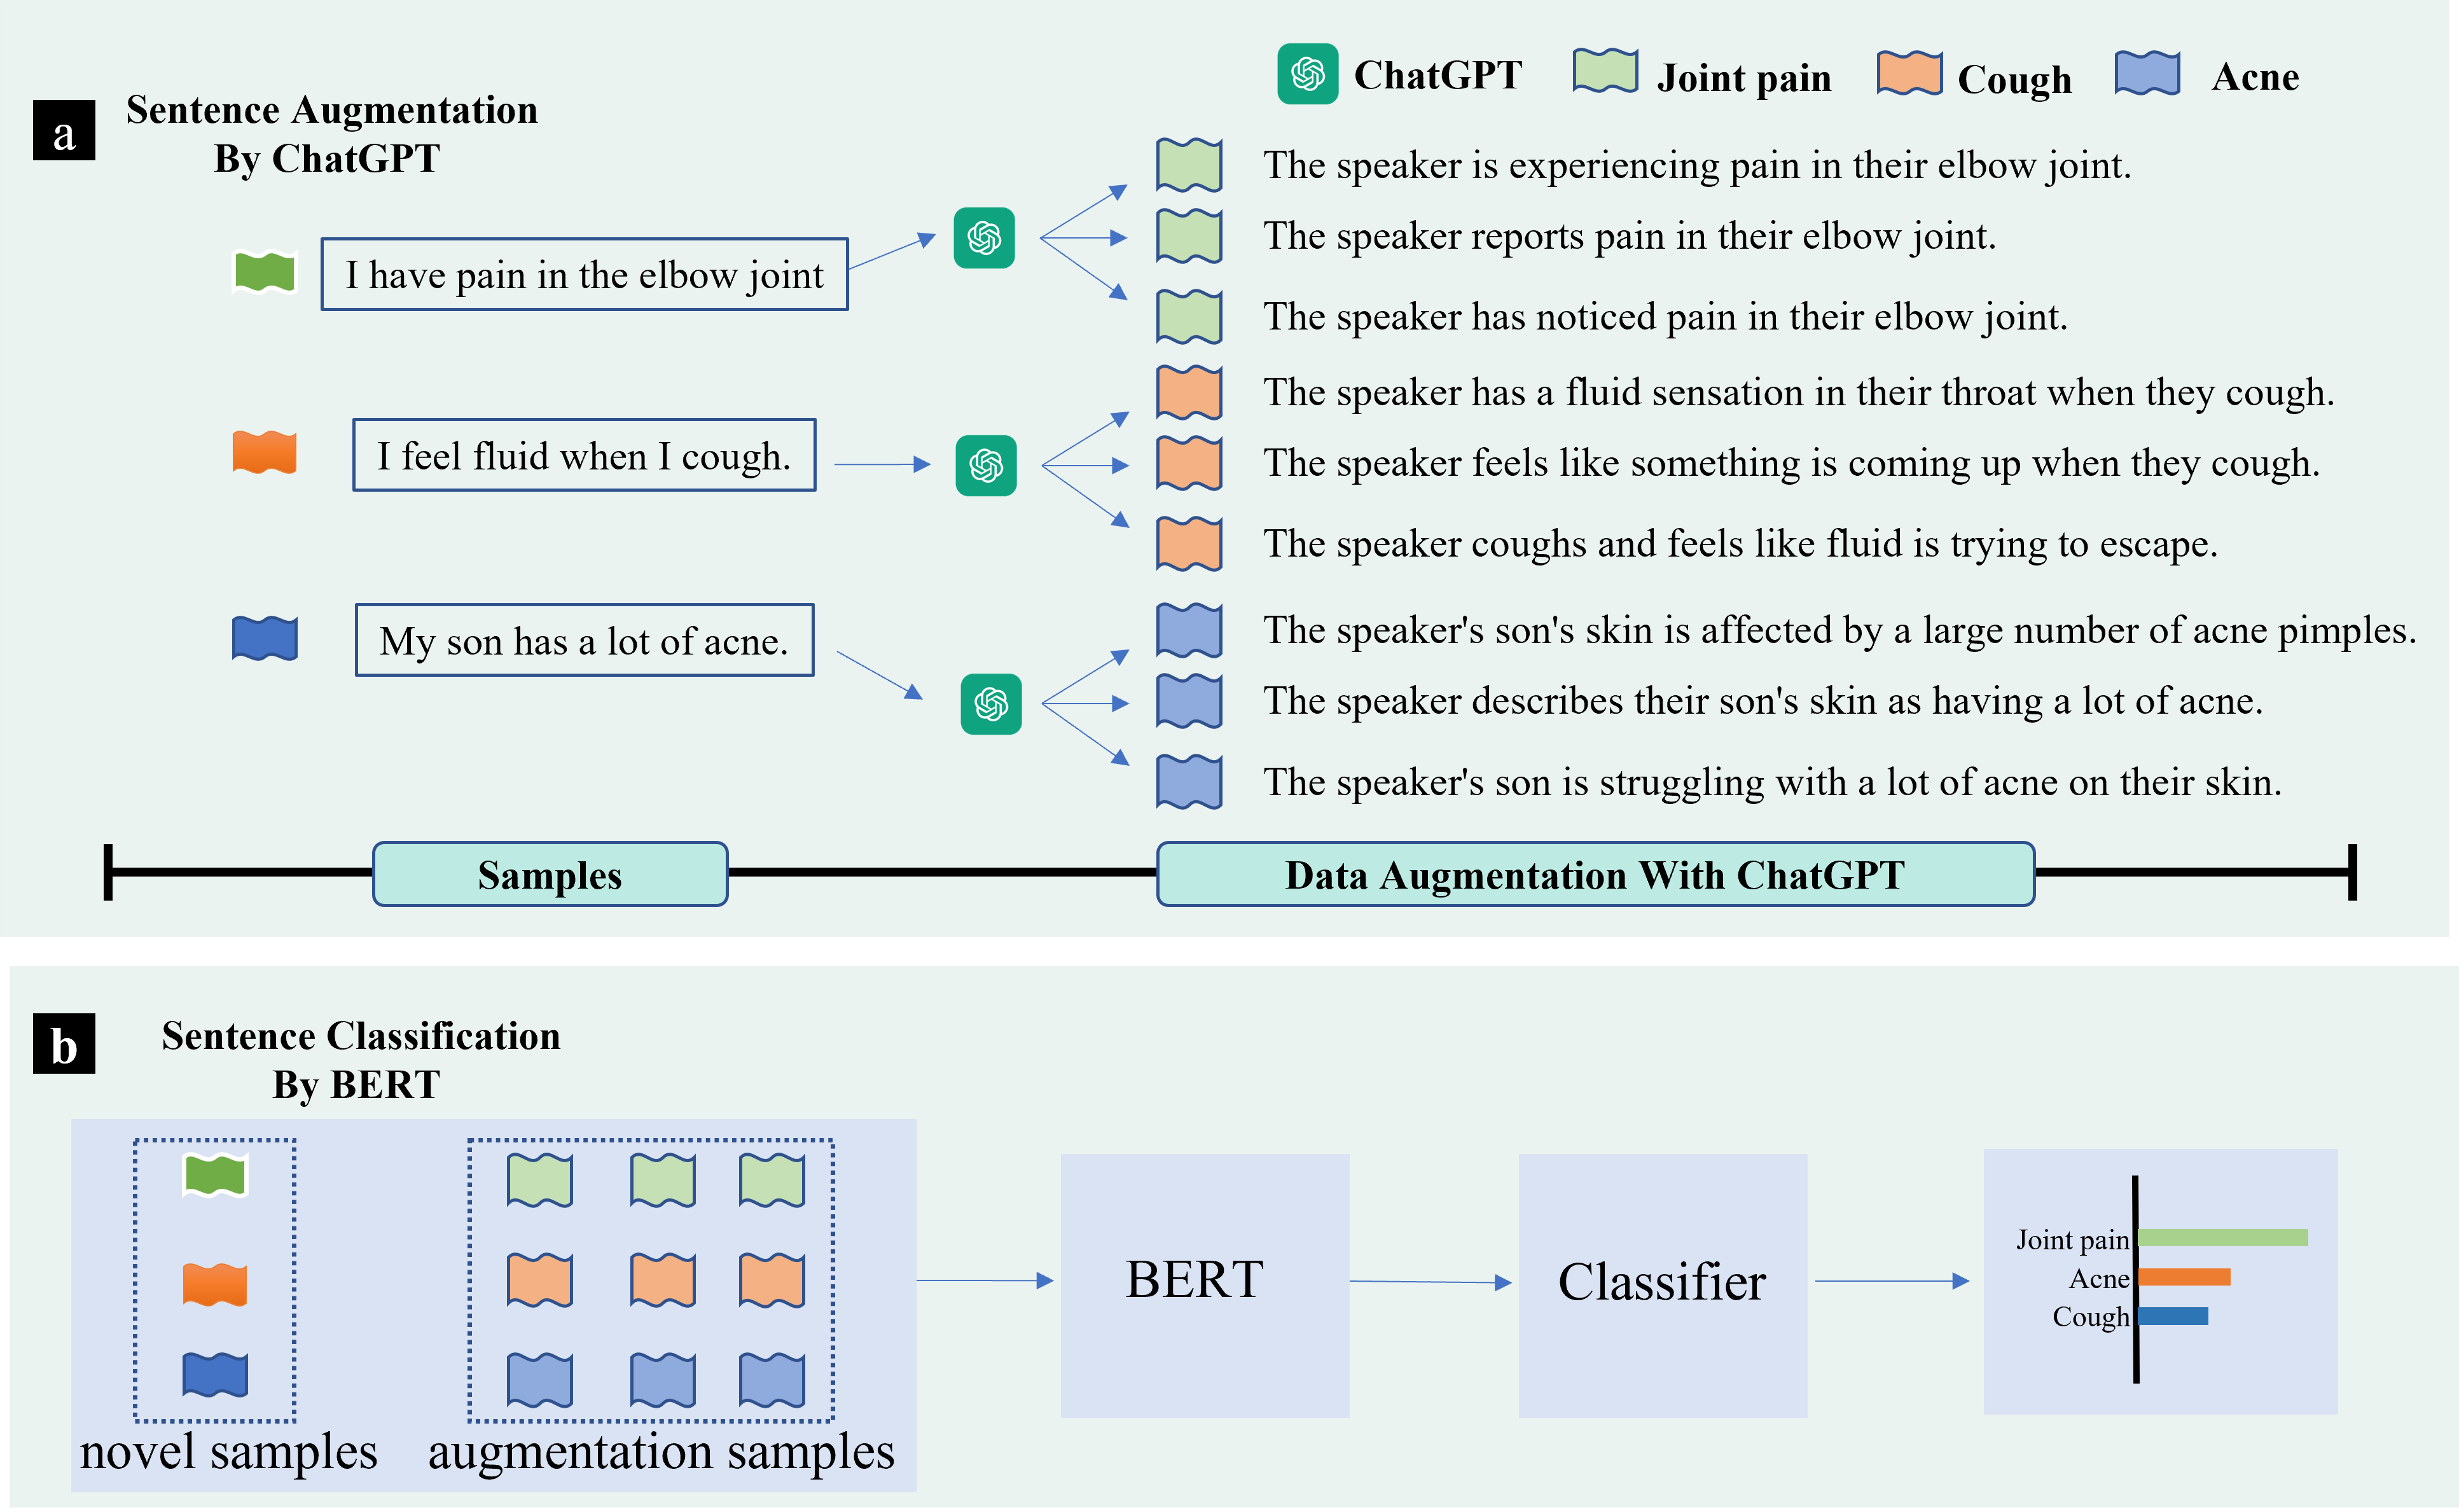 ChatGPT
Joint pain
Cough
Acne
a
Sentence Augmentation
By ChatGPT
I have pain in the elbow joint
The speaker is experiencing pain in their elbow joint.
The speaker reports pain in their elbow joint.
The speaker has noticed pain in their elbow joint.
I feel fluid when I cough.
The speaker has a fluid sensation in their throat when they cough.
The speaker feels like something is coming up when they cough.
The speaker coughs and feels like fluid is trying to escape.
My son has a lot of acne.
The speaker's son's skin is affected by a large number of acne pimples.
The speaker describes their son's skin as having a lot of acne.
The speaker's son is struggling with a lot of acne on their skin.
Samples
Data Augmentation With ChatGPT
b
Sentence Classification
By BERT
novel samples
augmentation samples
BERT
Classifier
Joint pain
Acne
Cough